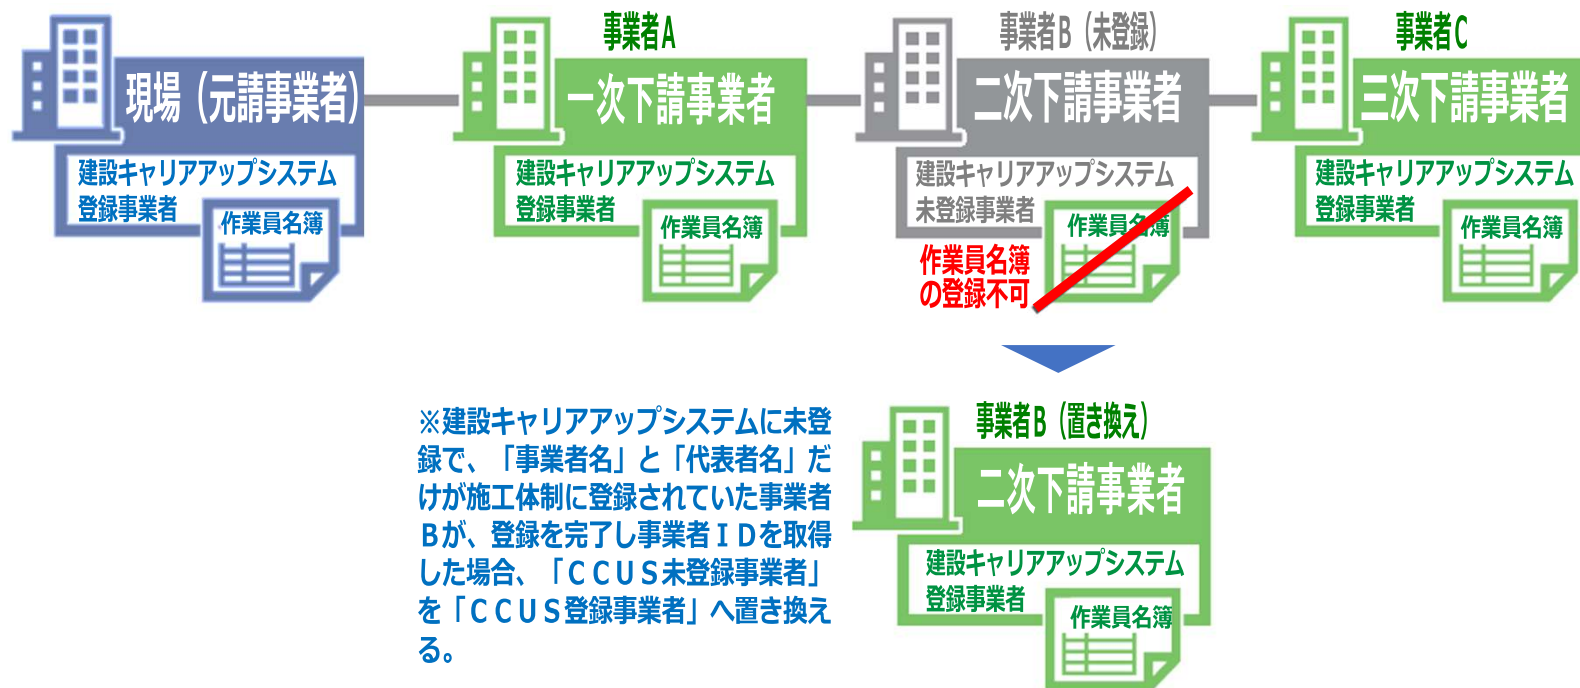 現場（元請事業者）
建設キャリアアップシステム
登録事業者
作業員名簿
事業者A
一次下請事業者
建設キャリアアップシステム
登録事業者
作業員名簿
事業者B（未登録）
二次下請事業者
建設キャリアアップシステム
未登録事業者
作業員名簿
作業員名簿
の登録不可
事業者C
三次下請事業者
建設キャリアアップシステム
登録事業者
作業員名簿
※建設キャリアアップシステムに未登
録で、「事業者名」と「代表者名」だ
けが施工体制に登録されていた事業者
Ｂが、登録を完了し事業者ＩＤを取得
した場合、「ＣＣＵＳ未登録事業者」
を「ＣＣＵＳ登録事業者」へ置き換え
る。
事業者B（置き換え）
二次下請事業者
建設キャリアアップシステム
登録事業者
作業員名簿